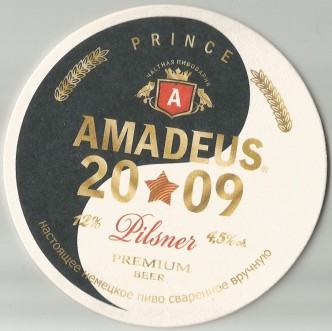 PRINCE
ЧАСТНАЯ ПИВОВАРНЯ
A
AMADEUS®
20 09
12% Pilsner 4,5% об.
PREMIUM
BEER
настоящее немецкое пиво сваренное вручную